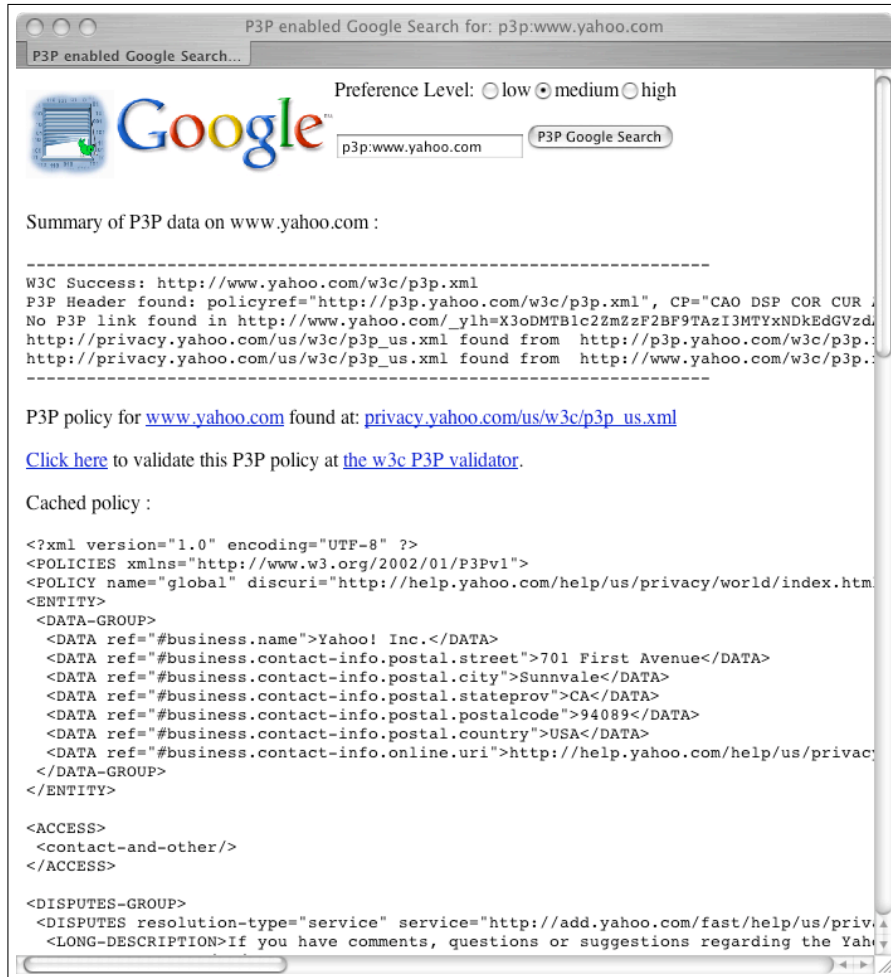 P3P enabled Google Search for: p3p:www.yahoo.com
P3P enabled Google Search...
Preference Level: low medium high
Google
p3p:www.yahoo.com P3P Google Search
Summary of P3P data on www.yahoo.com :
--------------------------------------------------------------------
W3C Success: http://www.yahoo.com/w3c/p3p.xml
P3P Header found: policyref="http://p3p.yahoo.com/w3c/p3p.xml", CP="CAO DSP COR CUR
No P3P link found in http://www.yahoo.com/_ylh=
http://privacy.yahoo.com/us/w3c/p3p_us.xml found from http://p3p.yahoo.com/w3c/p3p.
http://privacy.yahoo.com/us/w3c/p3p_us.xml found from http://www.yahoo.com/w3c/p3p.
--------------------------------------------------------------------
P3P policy for www.yahoo.com found at: privacy.yahoo.com/us/w3c/p3p_us.xml
Click here to validate this P3P policy at the w3c P3P validator.
Cached policy :
<?xml version="1.0" encoding="UTF-8" ?>
<POLICIES xmlns="http://www.w3.org/2002/01/P3Pv1">
<POLICY name="global" discuri="http://help.yahoo.com/help/us/privacy/world/index.htm
<ENTITY>
<DATA-GROUP>
<DATA ref="#business.name">Yahoo! Inc.</DATA>
<DATA ref="#business.contact-info.postal.street">701 First Avenue</DATA>
<DATA ref="#business.contact-info.postal.city">Sunnvale</DATA>
<DATA ref="#business.contact-info.postal.stateprov">CA</DATA>
<DATA ref="#business.contact-info.postal.postalcode">94089</DATA>
<DATA ref="#business.contact-info.postal.country">USA</DATA>
<DATA ref="#business.contact-info.online.uri">http://help.yahoo.com/help/us/privac
</DATA-GROUP>
</ENTITY>
<ACCESS>
<contact-and-other/>
</ACCESS>
<DISPUTES-GROUP>
<DISPUTES resolution-type="service" service="http://add.yahoo.com/fast/help/us/priv
<LONG-DESCRIPTION>If you have comments, questions or suggestions regarding the Yah